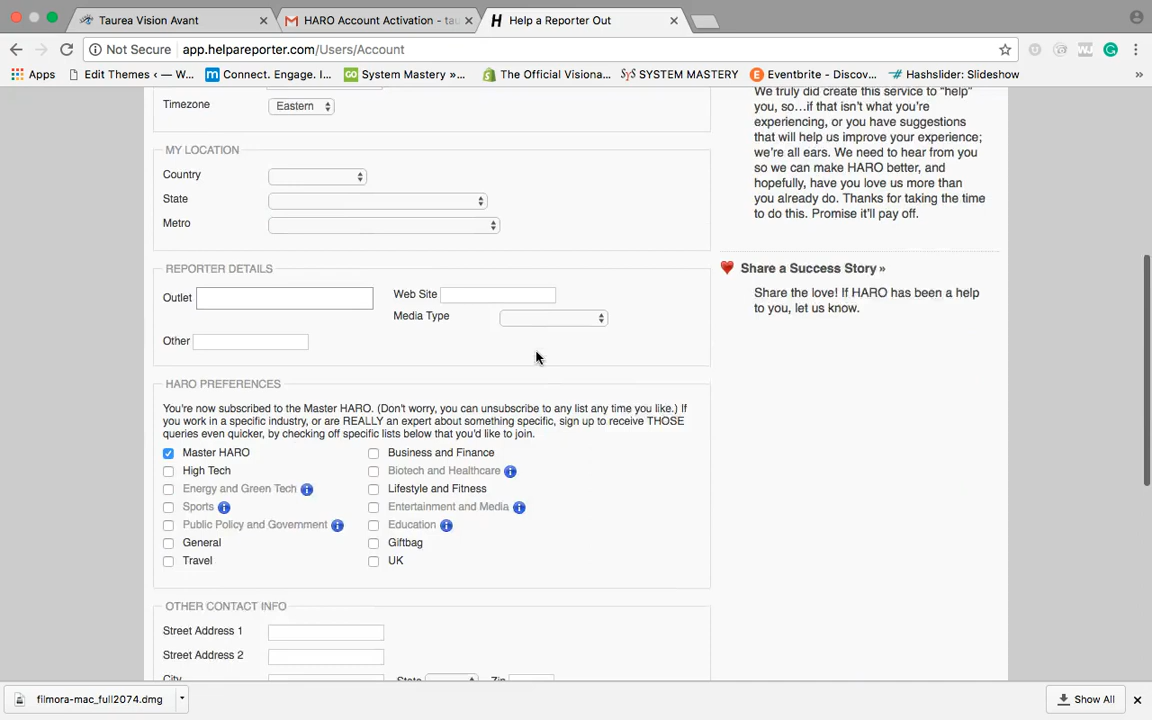 Taurea Vision Avant
HARO Account Activation - tau
Help a Reporter Out
Not Secure
app.helpareporter.com/Users/Account
Apps
Edit Themes ‹ — W...
Connect. Engage. I...
System Mastery »...
The Official Visiona...
SYSTEM MASTERY
Eventbrite - Discov...
Hashslider: Slideshow
»
Timezone
Eastern
MY LOCATION
Country
State
Metro
REPORTER DETAILS
Outlet
Web Site
Media Type
Other
HARO PREFERENCES
You're now subscribed to the Master HARO. (Don't worry, you can unsubscribe to any list any time you like.) If
you work in a specific industry, or are REALLY an expert about something specific, sign up to receive THOSE
queries even quicker, by checking off specific lists below that you'd like to join.
Master HARO
Business and Finance
High Tech
Biotech and Healthcare
Energy and Green Tech
Lifestyle and Fitness
Sports
Entertainment and Media
Public Policy and Government
Education
General
Giftbag
Travel
UK
OTHER CONTACT INFO
Street Address 1
Street Address 2
City
State
Zip
We truly did create this service to "help"
you, so…if that isn't what you're
experiencing, or you have suggestions
that will help us improve your experience;
we're all ears. We need to hear from you
so we can make HARO better, and
hopefully, have you love us more than
you already do. Thanks for taking the time
to do this. Promise it'll pay off.
Share a Success Story »
Share the love! If HARO has been a help
to you, let us know.
filmora-mac_full2074.dmg
Show All